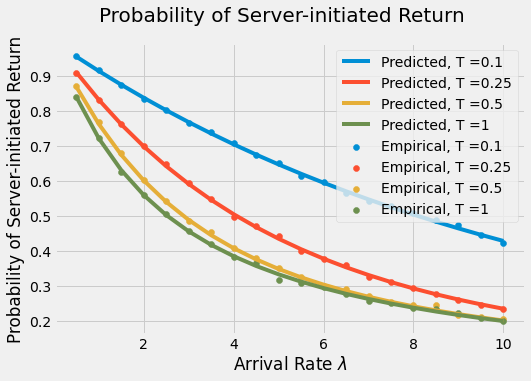 Probability of Server-initiated Return
Probability of Server-initiated Return
0.9
0.8
0.7
0.6
0.5
0.4
0.3
0.2
Predicted, T =0.1
Predicted, T =0.25
Predicted, T =0.5
Predicted, T =1
Empirical, T =0.1
Empirical, T =0.25
Empirical, T =0.5
Empirical, T =1
2 4 6 8 10
Arrival Rate λ